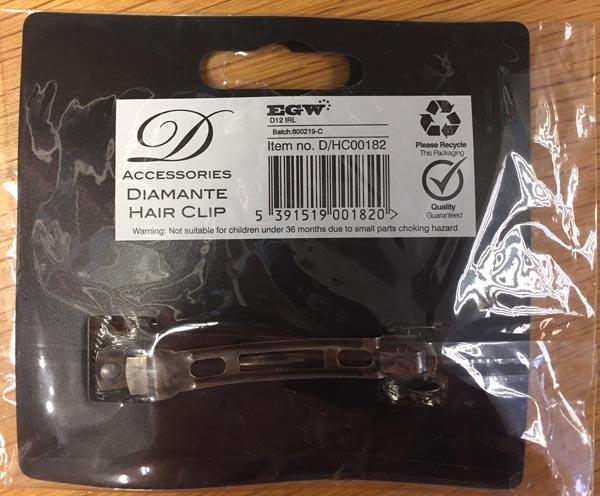 D
ACCESSORIES
DIAMANTE
HAIR CLIP
EGW
D12 IRL
Batch:800219-C
Item no. D/HC00182
5 391519 001820 >
Please Recycle
This Packaging
Quality
Guaranteed
Warning: Not suitable for children under 36 months due to small parts choking hazard